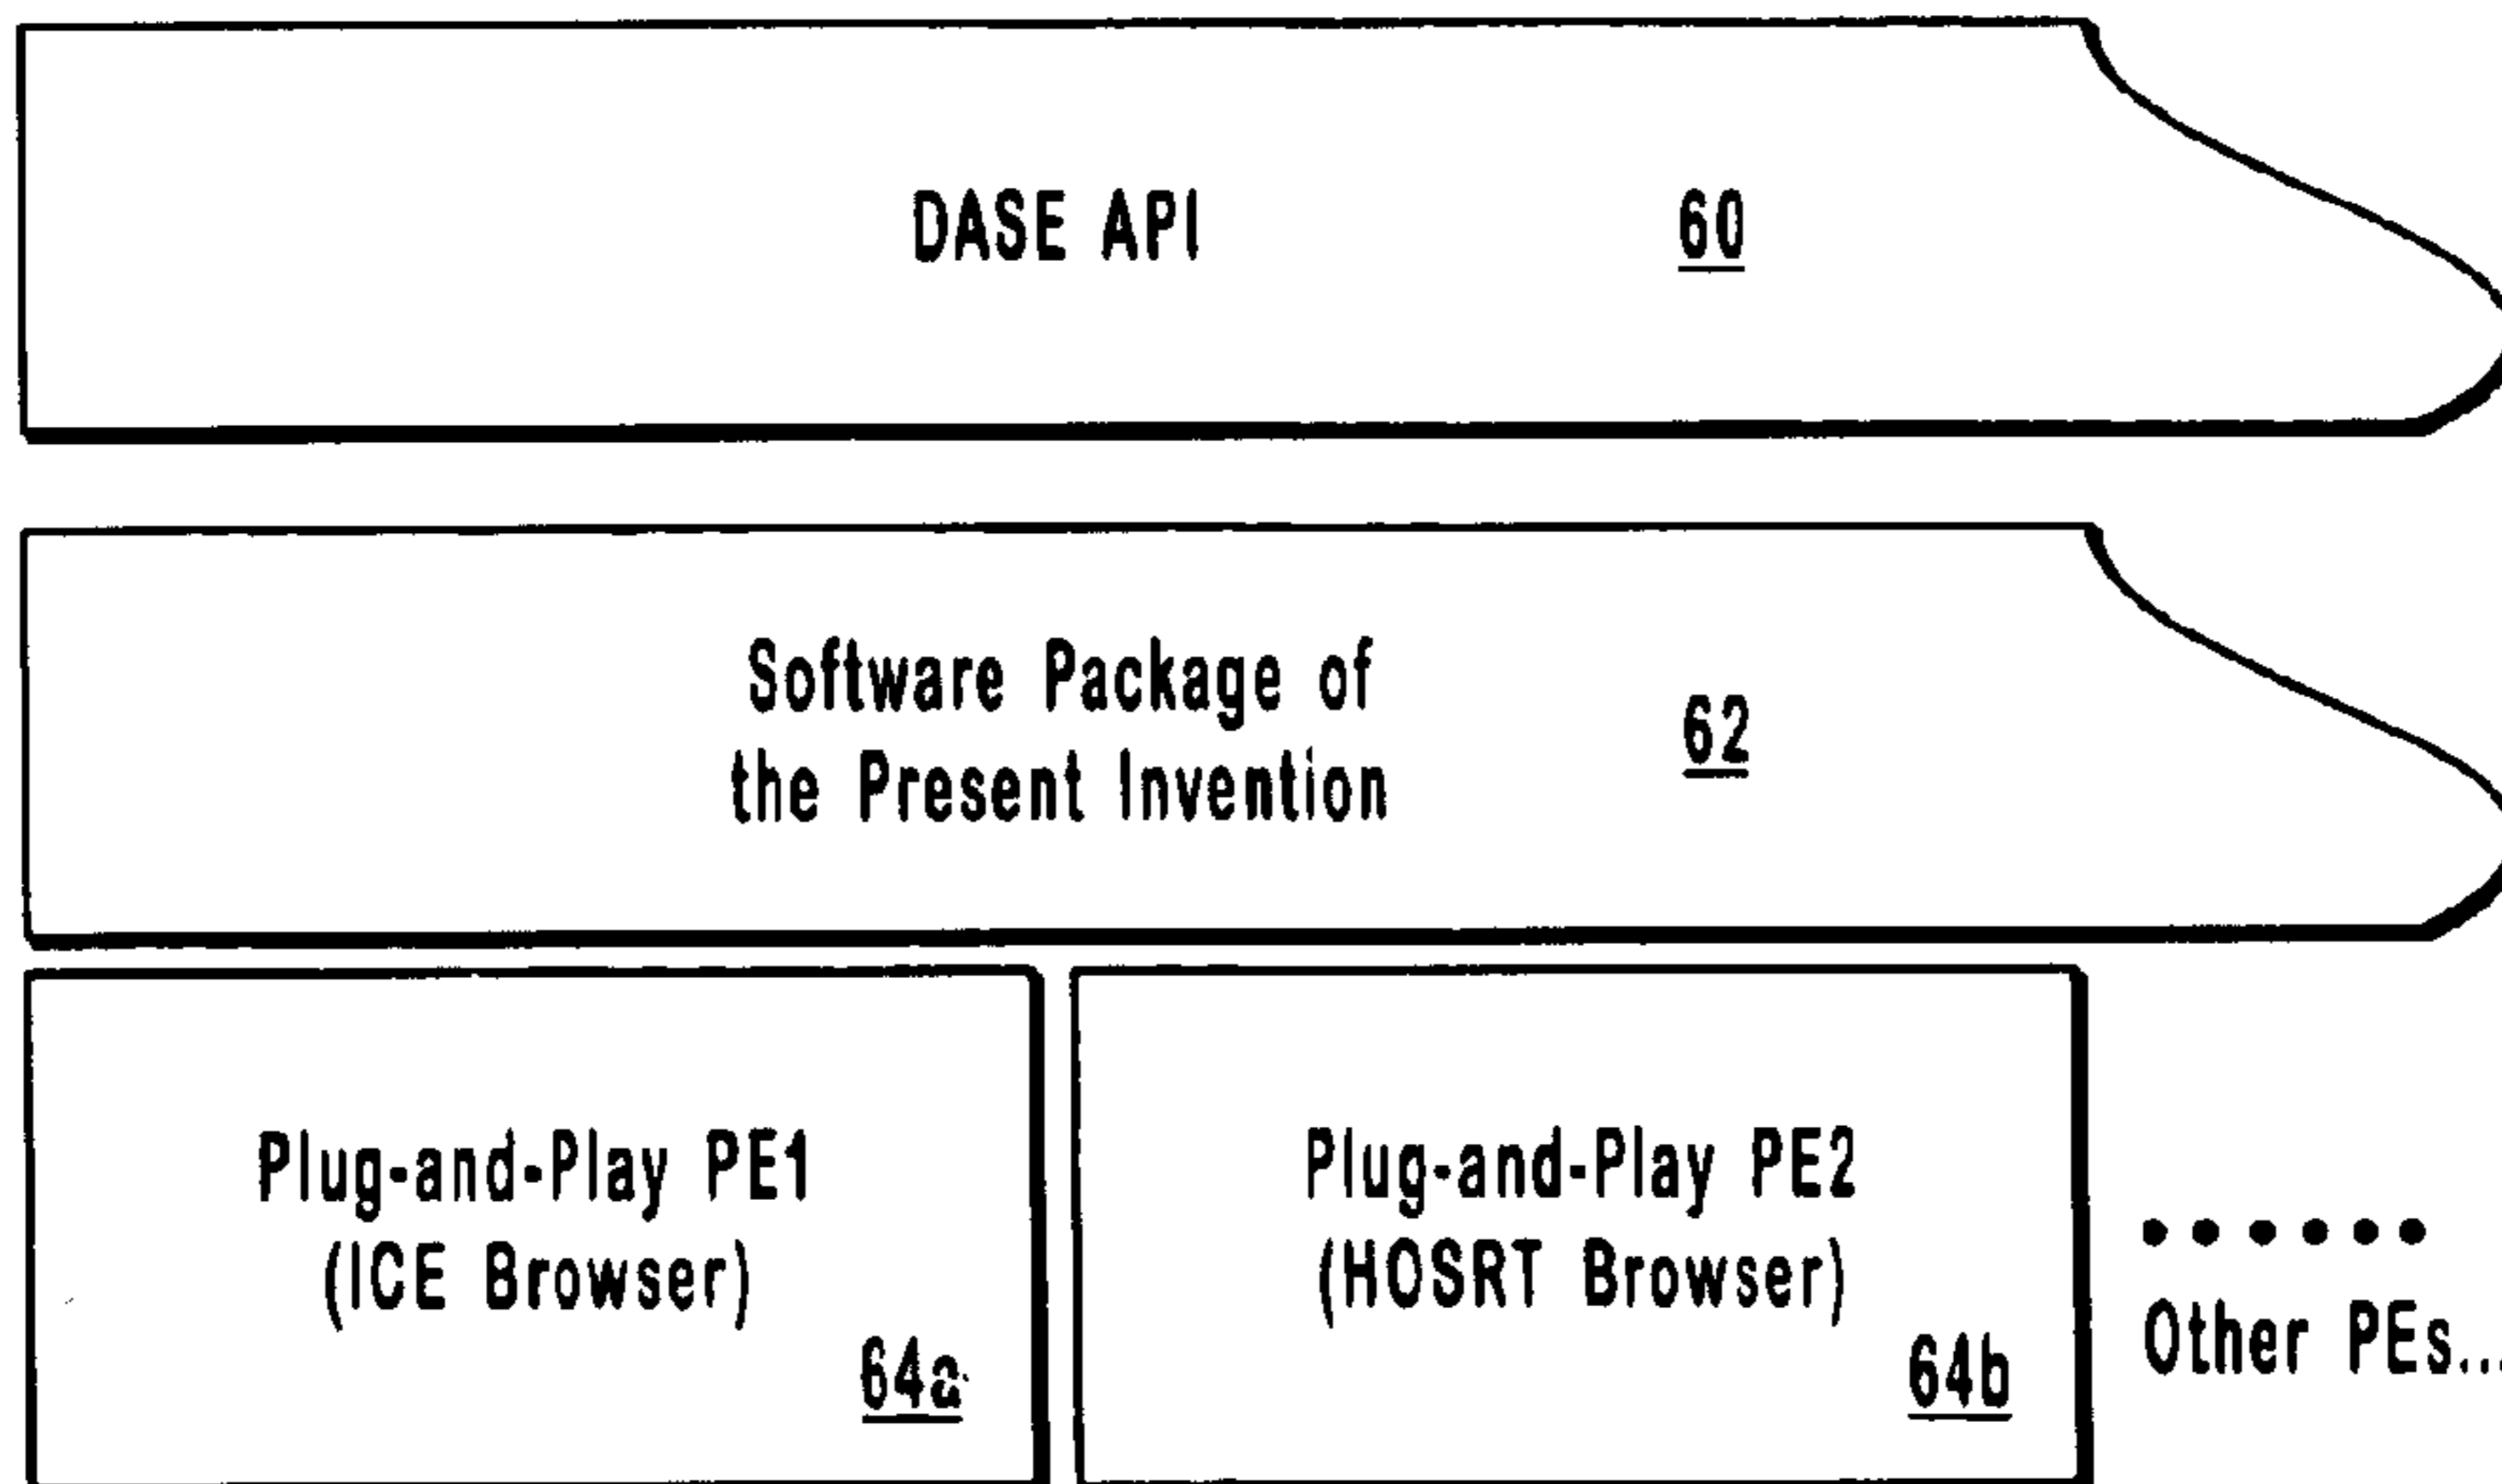 DASE API 60
Software Package of
the Present Invention
62
Plug-and-Play PE1
(ICE Browser)
64a
Plug-and-Play PE2
(HOSRT Browser)
64b
......
Other PEs...